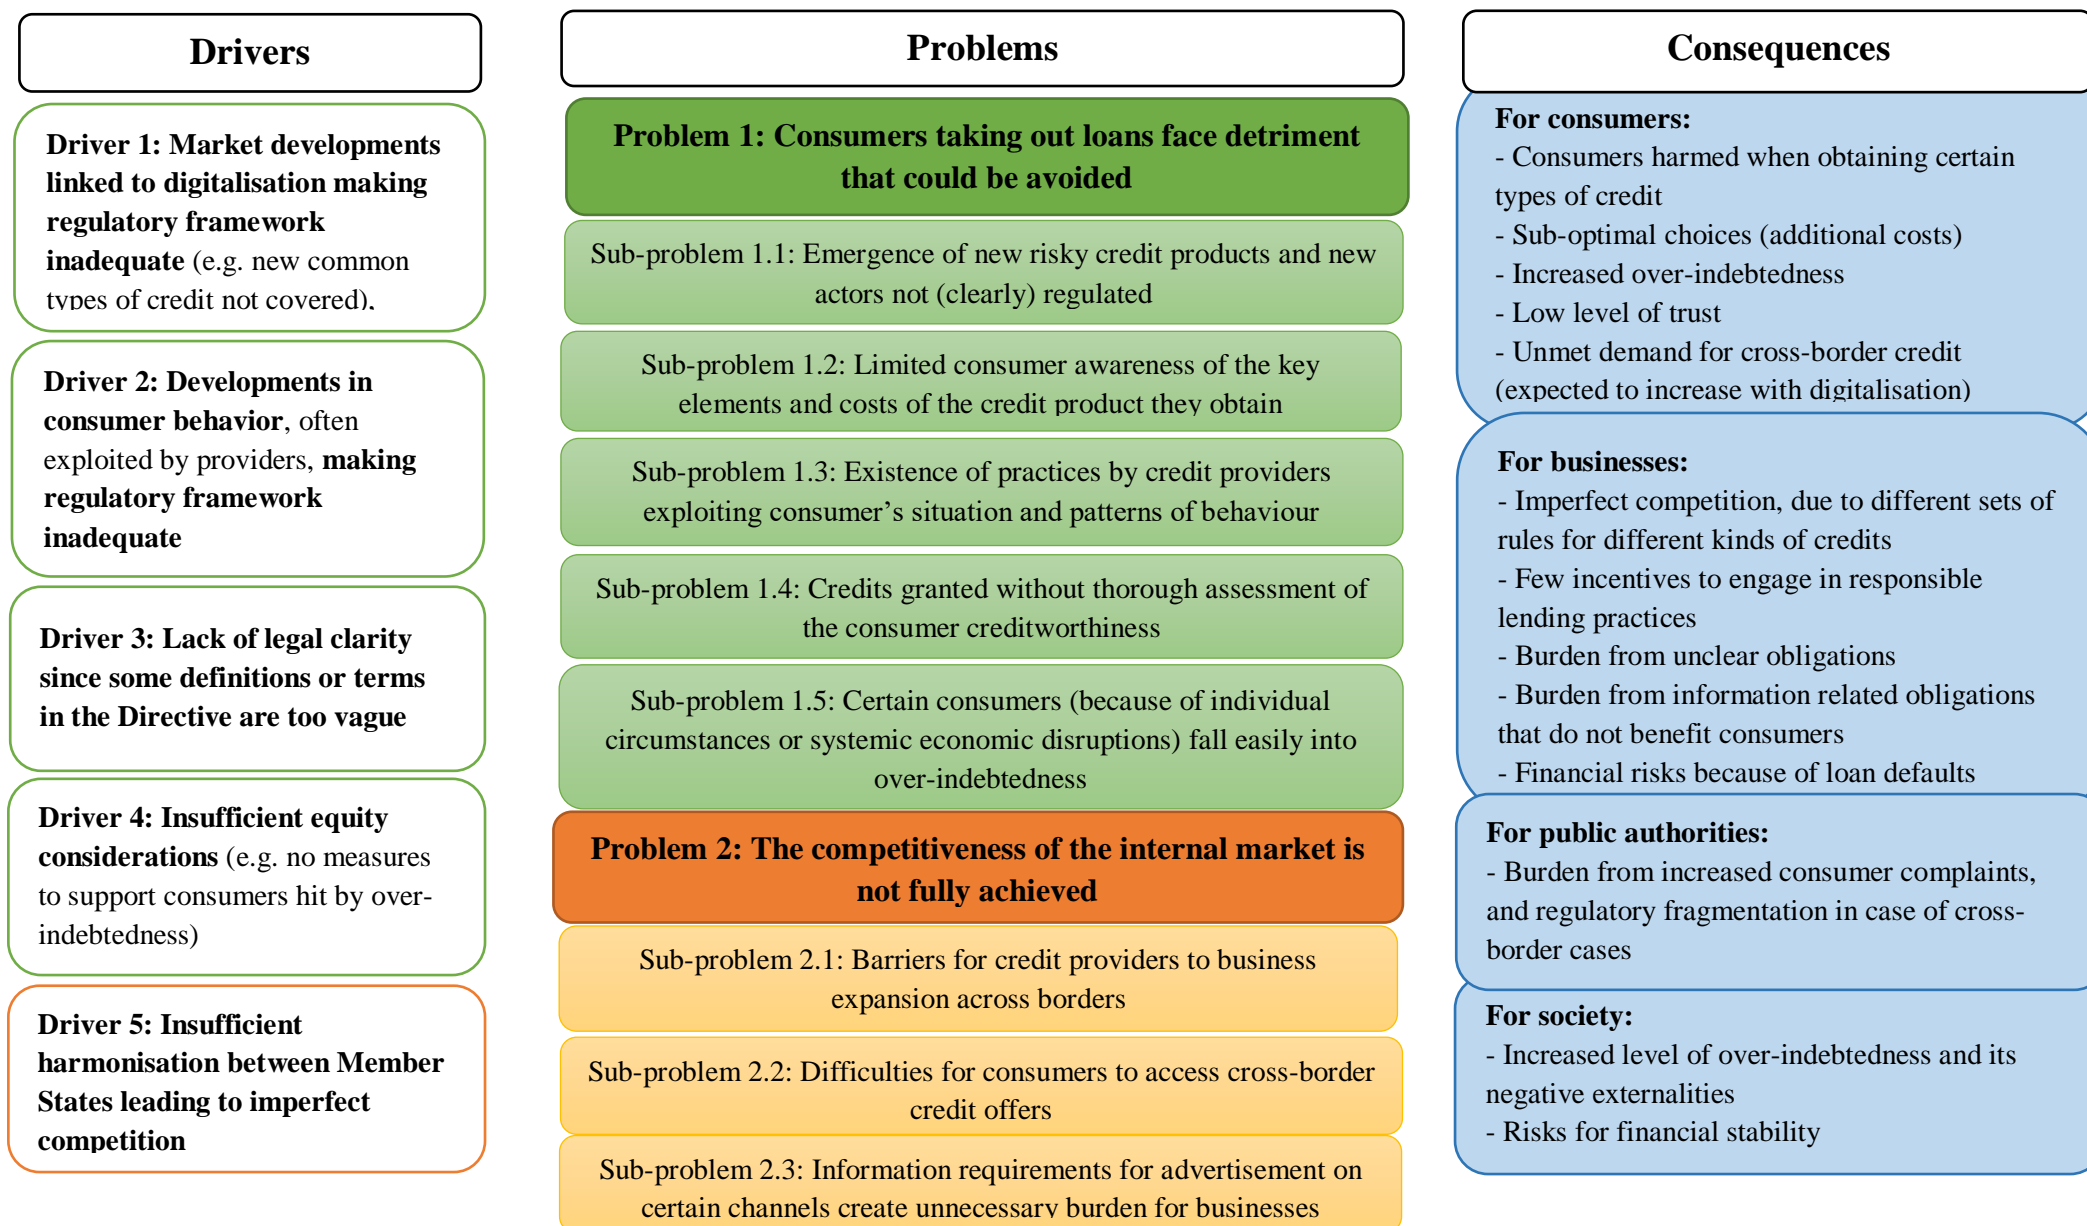 Drivers
Driver 1: Market developments
linked to digitalisation making
regulatory framework
inadequate (e.g. new common
types of credit not covered),
Driver 2: Developments in
consumer behavior, often
exploited by providers, making
regulatory framework
inadequate
Driver 3: Lack of legal clarity
since some definitions or terms
in the Directive are too vague
Driver 4: Insufficient equity
considerations (e.g. no measures
to support consumers hit by over-
indebtedness)
Driver 5: Insufficient
harmonisation between Member
States leading to imperfect
competition
Problems
Problem 1: Consumers taking out loans face detriment
that could be avoided
Sub-problem 1.1: Emergence of new risky credit products and new
actors not (clearly) regulated
Sub-problem 1.2: Limited consumer awareness of the key
elements and costs of the credit product they obtain
Sub-problem 1.3: Existence of practices by credit providers
exploiting consumer’s situation and patterns of behaviour
Sub-problem 1.4: Credits granted without thorough assessment of
the consumer creditworthiness
Sub-problem 1.5: Certain consumers (because of individual
circumstances or systemic economic disruptions) fall easily into
over-indebtedness
Problem 2: The competitiveness of the internal market is
not fully achieved
Sub-problem 2.1: Barriers for credit providers to business
expansion across borders
Sub-problem 2.2: Difficulties for consumers to access cross-border
credit offers
Sub-problem 2.3: Information requirements for advertisement on
certain channels create unnecessary burden for businesses
Consequences
For consumers:
- Consumers harmed when obtaining certain
types of credit
- Sub-optimal choices (additional costs)
- Increased over-indebtedness
- Low level of trust
- Unmet demand for cross-border credit
(expected to increase with digitalisation)
For businesses:
- Imperfect competition, due to different sets of
rules for different kinds of credits
- Few incentives to engage in responsible
lending practices
- Burden from unclear obligations
- Burden from information related obligations
that do not benefit consumers
- Financial risks because of loan defaults
For public authorities:
- Burden from increased consumer complaints,
and regulatory fragmentation in case of cross-
border cases
For society:
- Increased level of over-indebtedness and its
negative externalities
- Risks for financial stability